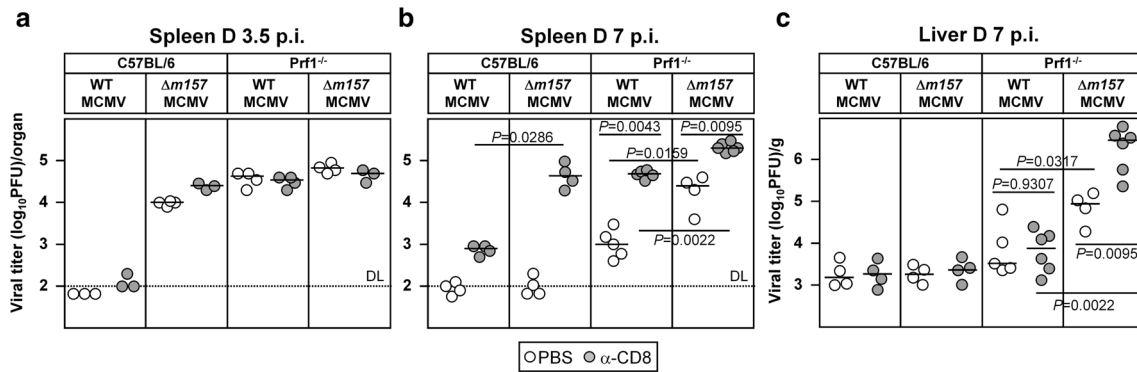 a
Spleen D 3.5 p.i.
C57BL/6
Prf1-/-
WT
MCMV
Δm157
MCMV
WT
MCMV
Δm157
MCMV
Viral titer (log10PFU)/organ
5
4
3
2
DL
b
Spleen D 7 p.i.
C57BL/6
Prf1-/-
WT
MCMV
Δm157
MCMV
WT
MCMV
Δm157
MCMV
Viral titer (log10PFU)/organ
5
4
3
2
P=0.0286
P=0.0043
P=0.0095
P=0.0159
P=0.0022
DL
c
Liver D 7 p.i.
C57BL/6
Prf1-/-
WT
MCMV
Δm157
MCMV
WT
MCMV
Δm157
MCMV
Viral titer (log10PFU)/g
6
5
4
3
P=0.0317
P=0.9307
P=0.0095
P=0.0022
PBS
α-CD8